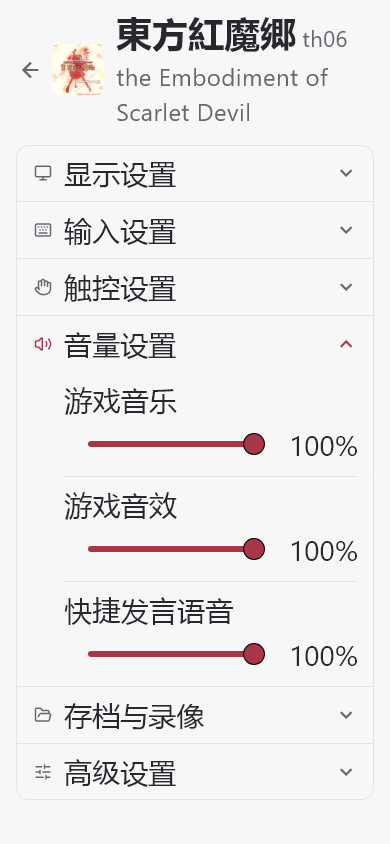 東方紅魔郷 th06
the Embodiment of
Scarlet Devil
显示设置
输入设置
触控设置
音量设置
游戏音乐
100%
游戏音效
100%
快捷发言语音
100%
存档与录像
高级设置